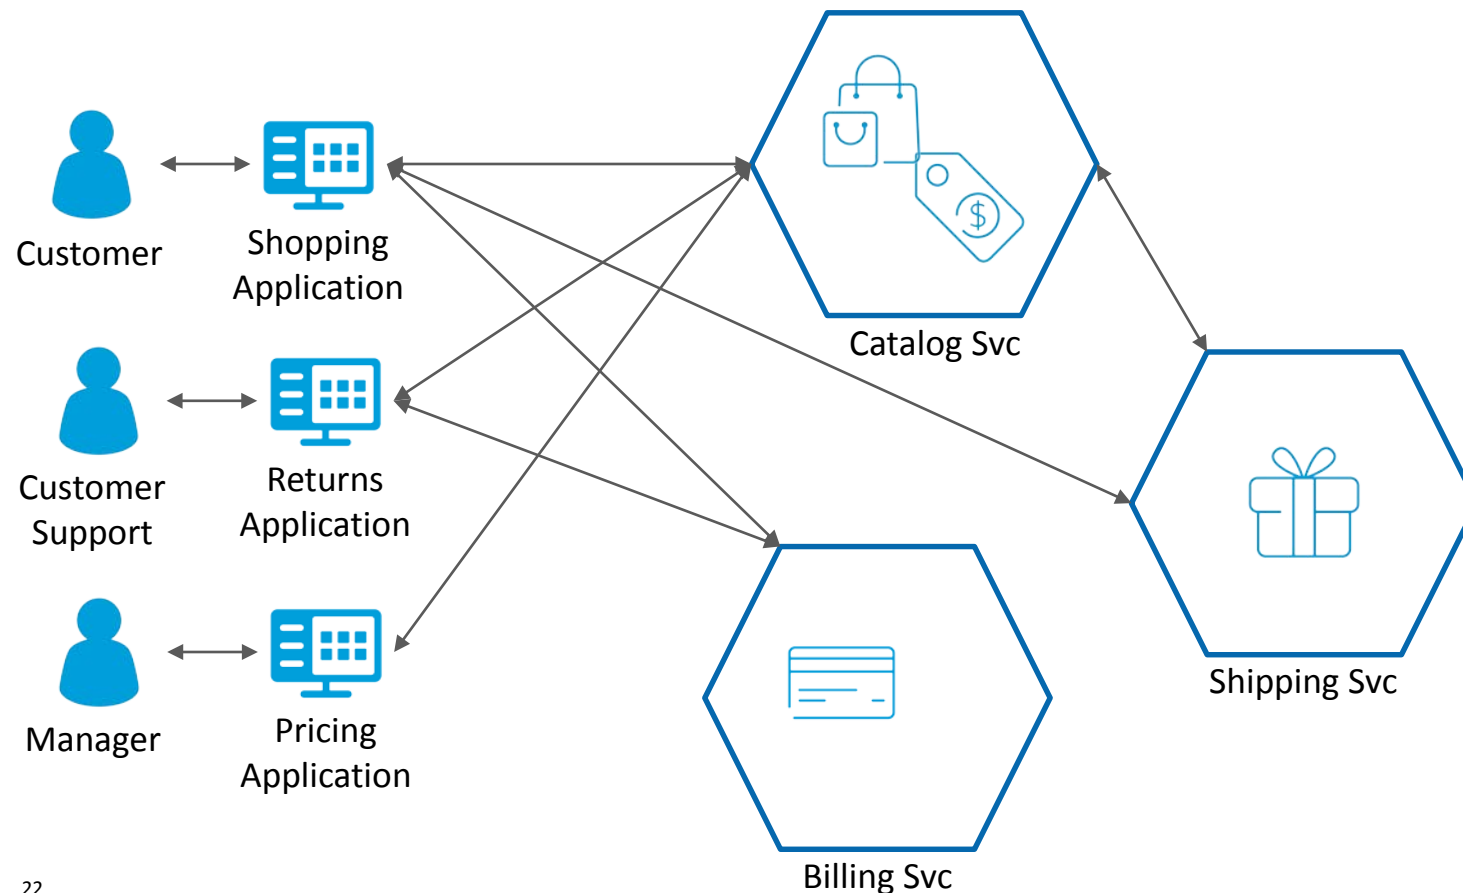 Customer
Shopping
Application
Catalog Svc
$
Customer
Support
Returns
Application
Shipping Svc
Manager
Pricing
Application
Billing Svc
22